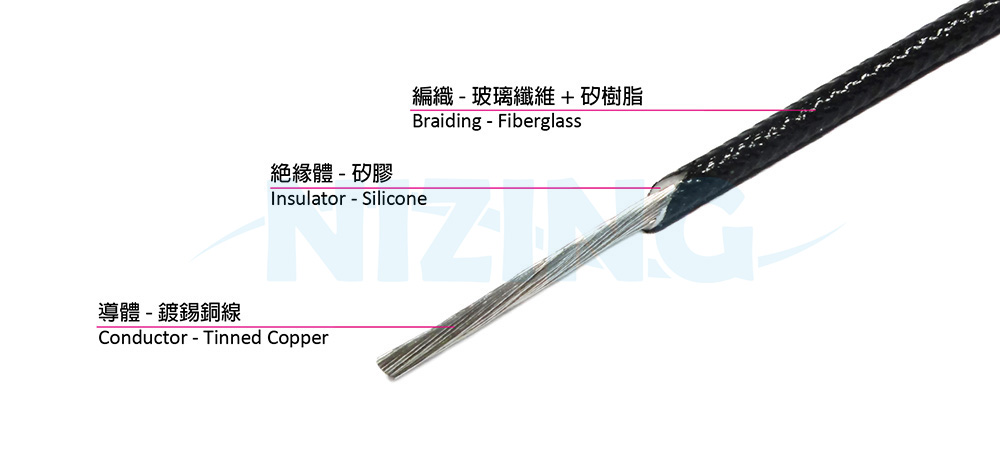 編織 - 玻璃纖維 + 矽樹脂
Braiding - Fiberglass
絕緣體 - 矽膠
Insulator - Silicone
NIZING
導體 - 鍍錫銅線
Conductor - Tinned Copper